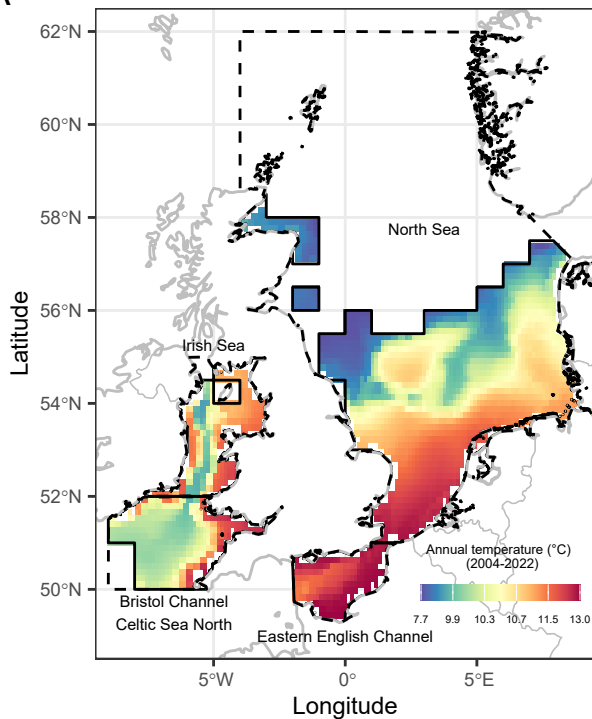 62°N
60°N
58°N
North Sea
56°N
Latitude
Irish Sea
54°N
52°N
Annual temperature (°C)
(2004-2022)
50°N
7.7 9.9 10.3 10.7 11.5 13.0
Bristol Channel
Celtic Sea North
Eastern English Channel
5°W 0° 5°E
Longitude